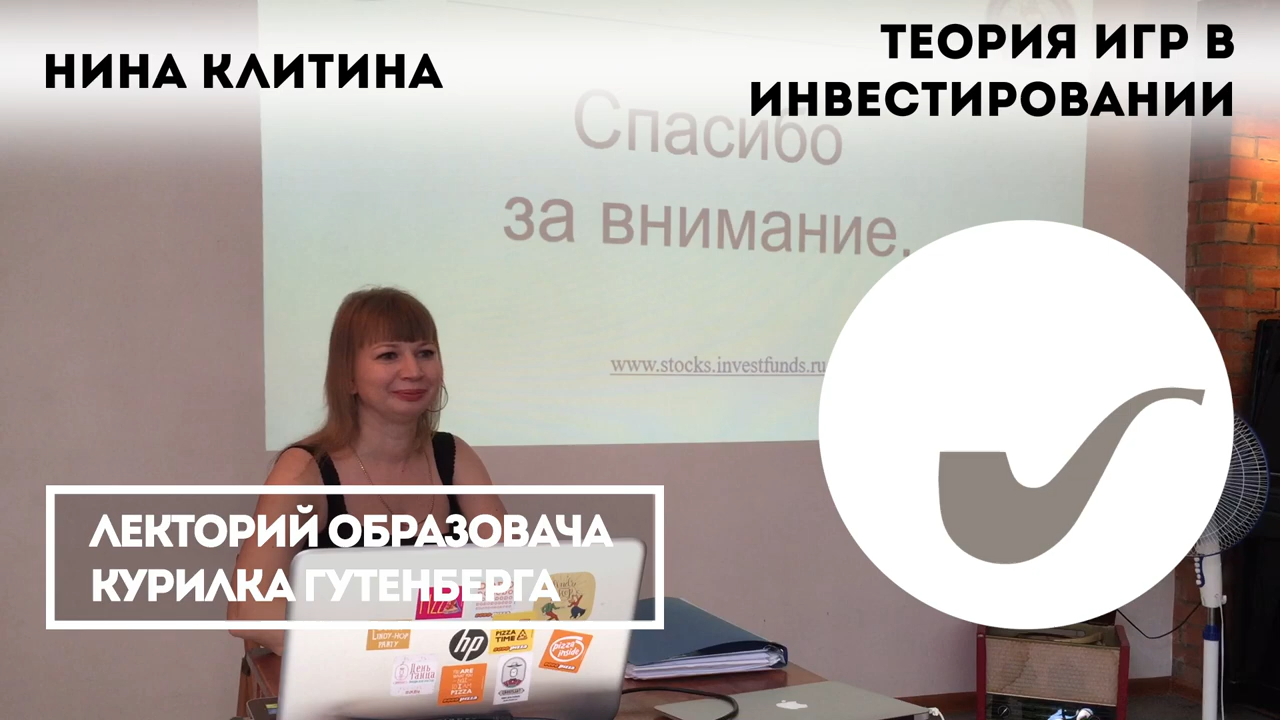 НИНА КЛИТИНА
ТЕОРИЯ ИГР В
ИНВЕСТИРОВАНИИ
Спасибо
за внимание.
www.stocks.investfunds.ru
ЛЕКТОРИЙ ОБРАЗОВАЧА
КУРИЛКА ГУТЕНБЕРГА
LINDY-HOP
PARTY
hp
PIZZA
TIME
pizza
inside
День
танца
PIZZA